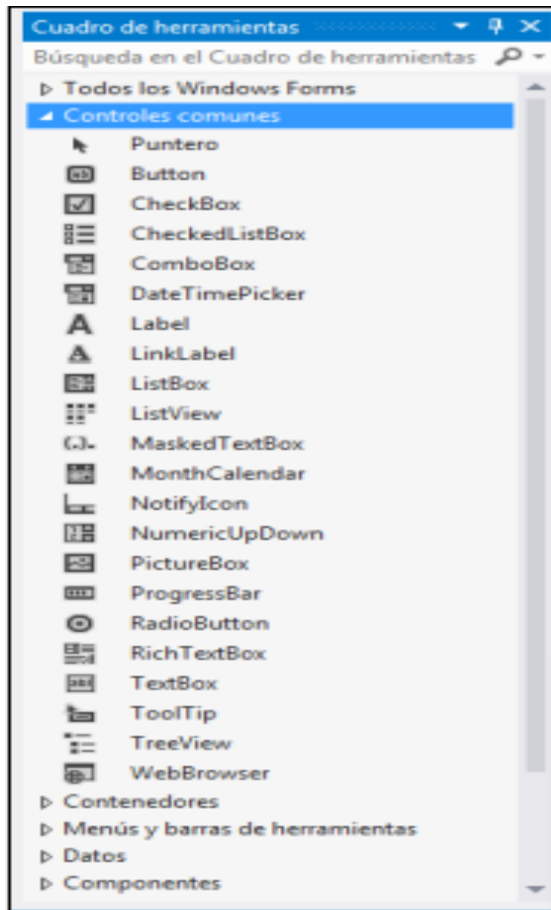 Cuadro de herramientas
Búsqueda en el Cuadro de herramientas
Todos los Windows Forms
Controles comunes
Puntero
Button
CheckBox
CheckedListBox
ComboBox
DateTimePicker
Label
LinkLabel
ListBox
ListView
MaskedTextBox
MonthCalendar
NotifyIcon
NumericUpDown
PictureBox
ProgressBar
RadioButton
RichTextBox
TextBox
ToolTip
TreeView
WebBrowser
Contenedores
Menús y barras de herramientas
Datos
Componentes